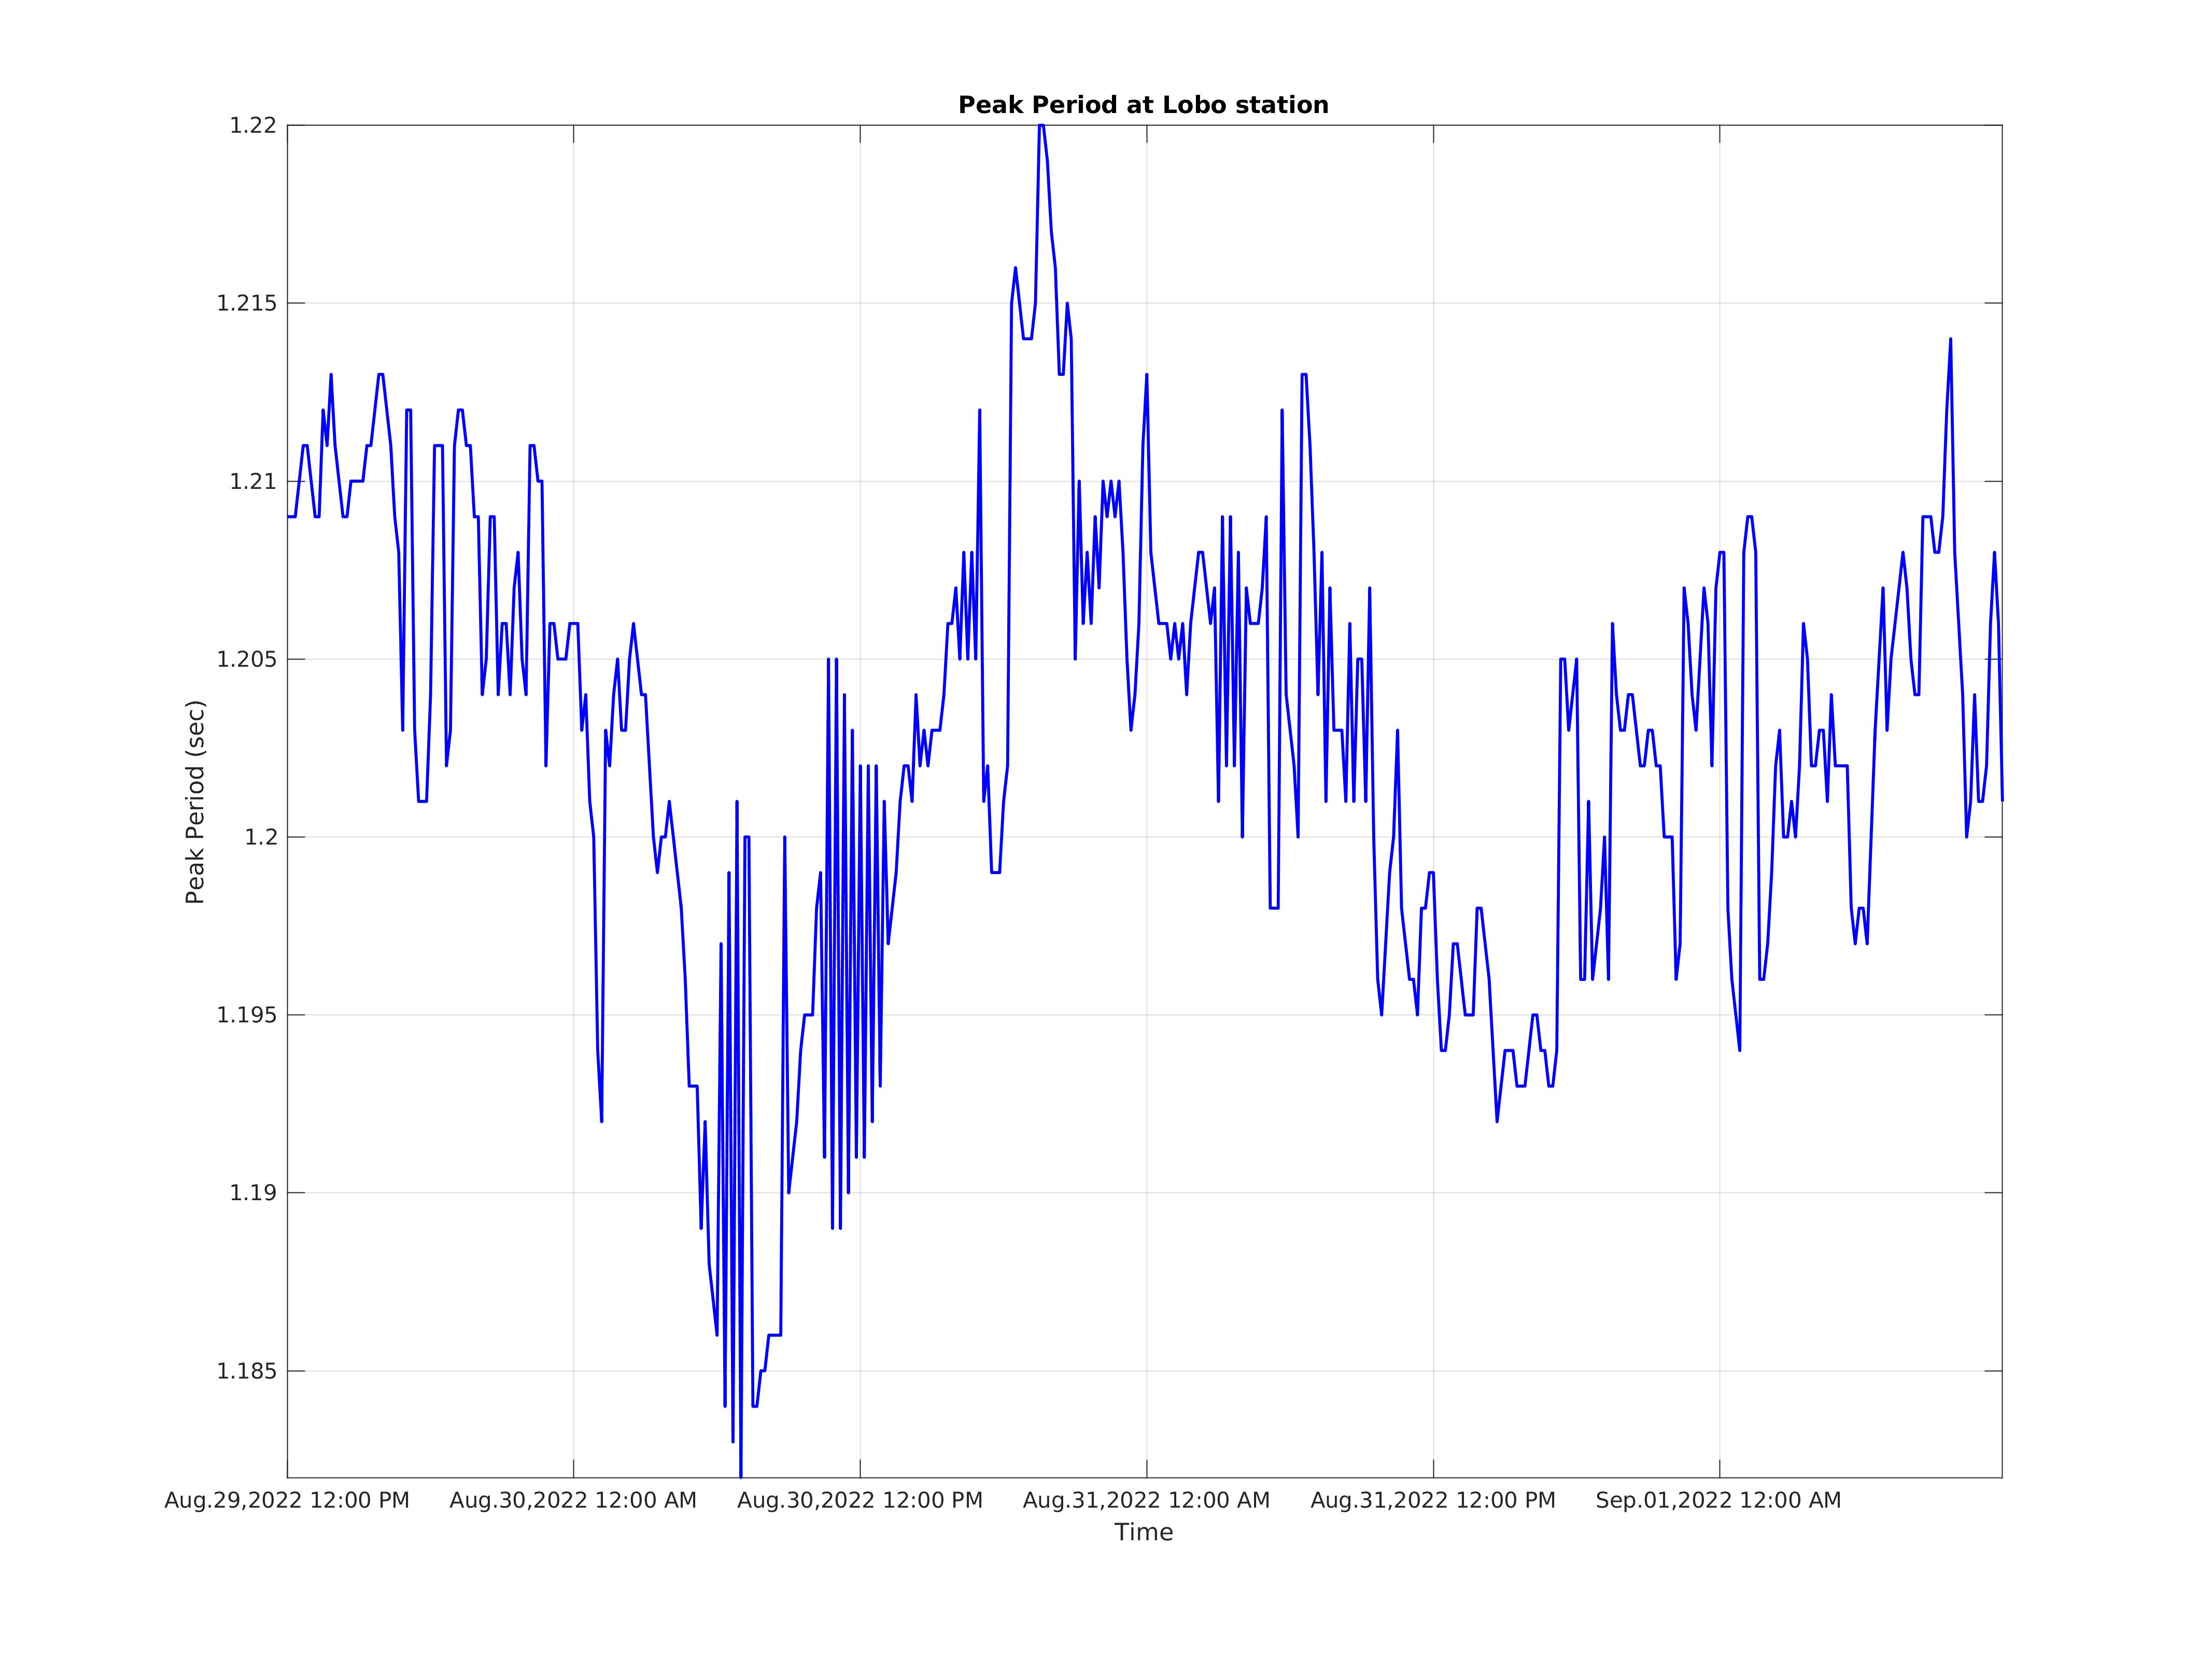 Peak Period at Lobo station
1.22
1.215
1.21
1.205
1.2
1.195
1.19
1.185
Peak Period (sec)
Aug.29,2022 12:00 PM Aug.30,2022 12:00 AM Aug.30,2022 12:00 PM Aug.31,2022 12:00 AM Aug.31,2022 12:00 PM Sep.01,2022 12:00 AM
Time